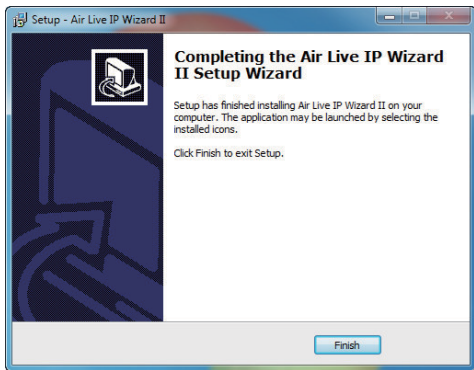 Setup - Air Live IP Wizard II
Completing the Air Live IP Wizard
II Setup Wizard
Setup has finished installing Air Live IP Wizard II on your
computer. The application may be launched by selecting the
installed icons.
Click Finish to exit Setup.
Finish